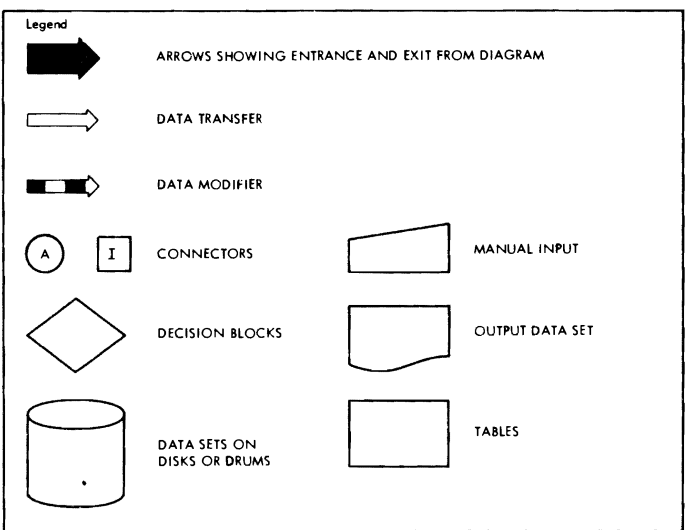 Legend
ARROWS SHOWING ENTRANCE AND EXIT FROM DIAGRAM
DATA TRANSFER
DATA MODIFIER
A
I
CONNECTORS
MANUAL INPUT
DECISION BLOCKS
OUTPUT DATA SET
DATA SETS ON
DISKS OR DRUMS
TABLES